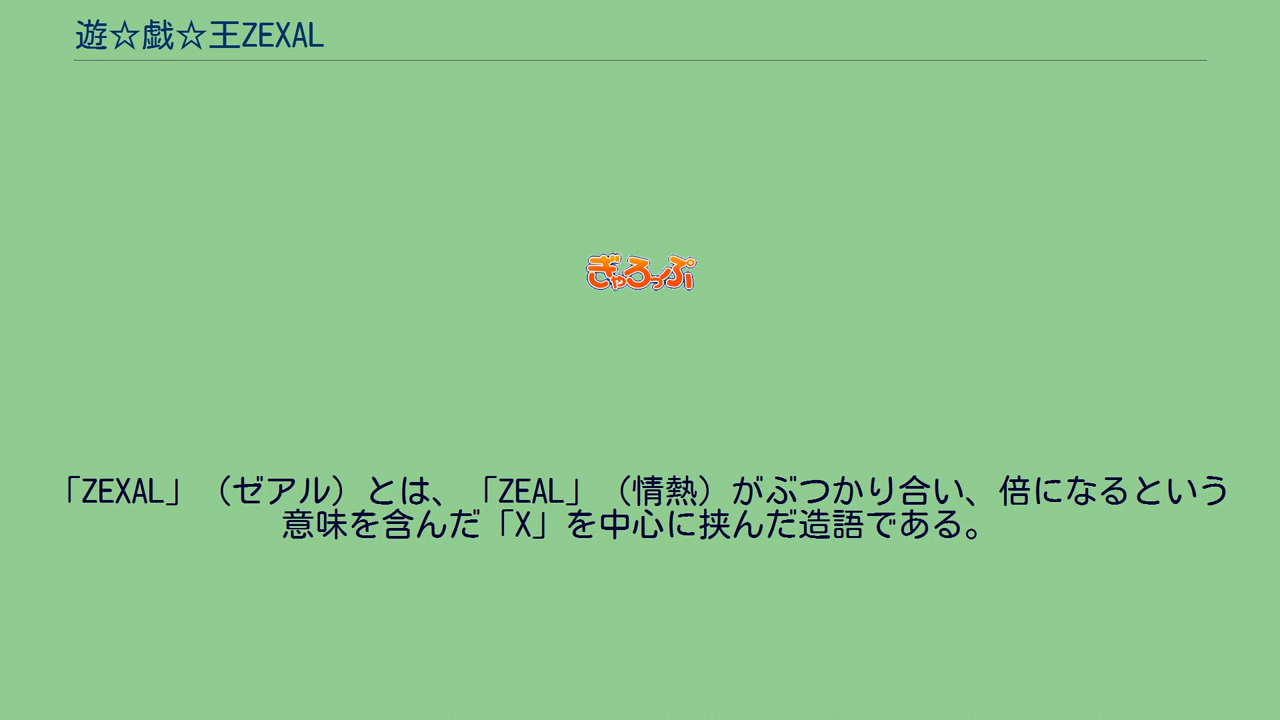 遊☆戯☆王ZEXAL
ぎゃろっぷ
「ZEXAL」（ゼアル）とは、「ZEAL」（情熱）がぶつかり合い、倍になるという
意味を含んだ「X」を中心に挟んだ造語である。